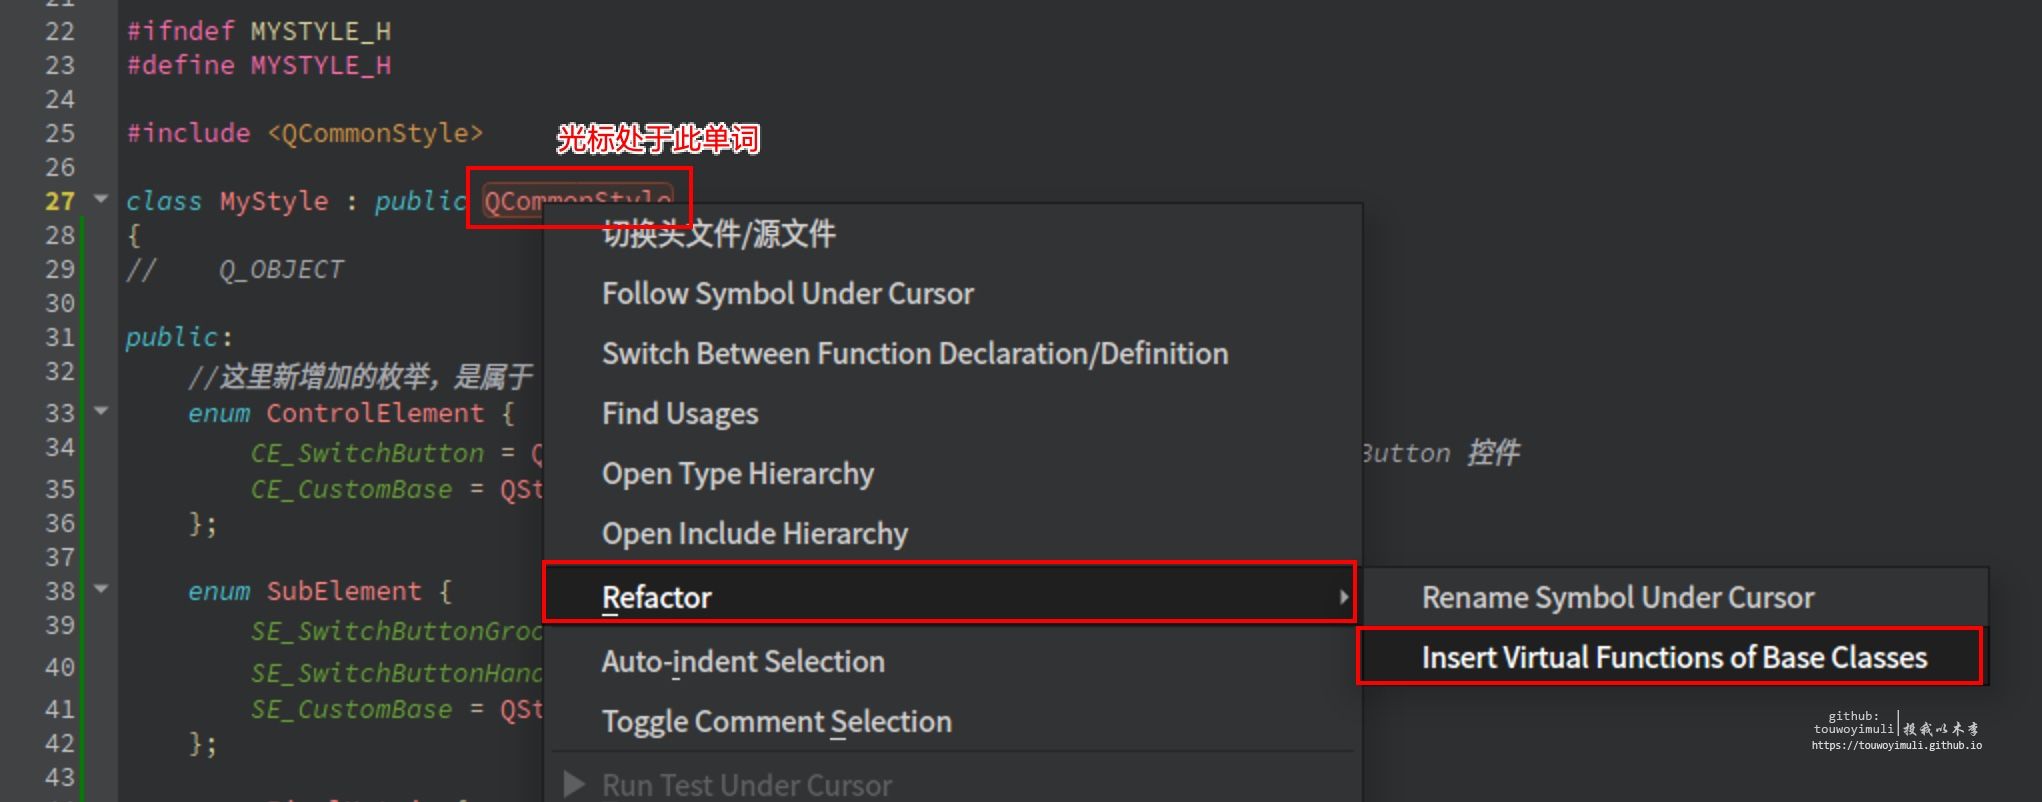 22 #ifndef MYSTYLE_H
23 #define MYSTYLE_H
24
25 #include <QCommonStyle>
光标处于此单词
26
27 class MyStyle : public QCommonStyle
切换头文件/源文件
28 {
29 //    Q_OBJECT
Follow Symbol Under Cursor
30
31 public:
Switch Between Function Declaration/Definition
32 //这里新增加的枚举，是属于
33 enum ControlElement {
Find Usages
34 CE_SwitchButton = Q
Button 控件
35 CE_CustomBase = QSt
Open Type Hierarchy
36 };
Open Include Hierarchy
37
38 enum SubElement {
Refactor
Rename Symbol Under Cursor
39 SE_SwitchButtonGroo
Insert Virtual Functions of Base Classes
40 SE_SwitchButtonHand
Auto-indent Selection
41 SE_CustomBase = QSt
Toggle Comment Selection
42 };
43
Run Test Under Cursor
github:
touwoyimuli
投我以木李
https://touwoyimuli.github.io